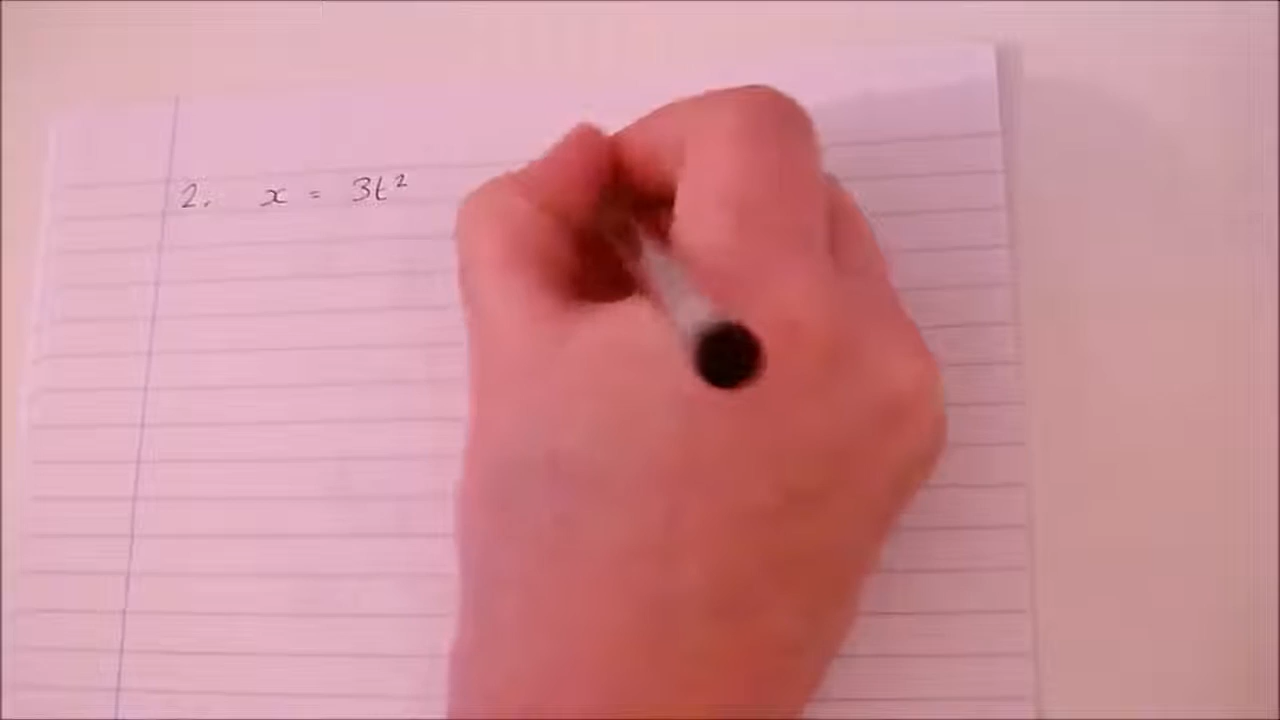 2. x = 3t²